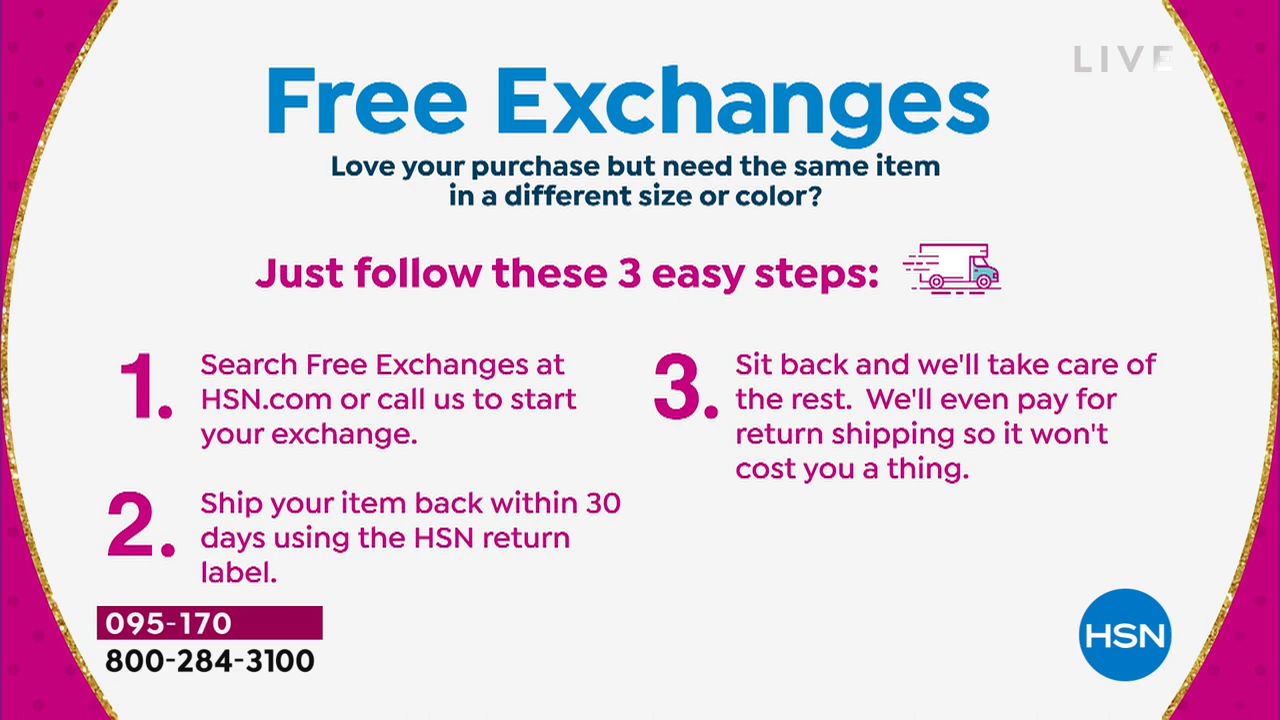 LIVE
Free Exchanges
Love your purchase but need the same item
in a different size or color?
Just follow these 3 easy steps:
1. Search Free Exchanges at
HSN.com or call us to start
your exchange.
2. Ship your item back within 30
days using the HSN return
label.
3. Sit back and we'll take care of
the rest. We'll even pay for
return shipping so it won't
cost you a thing.
095-170
800-284-3100
HSN